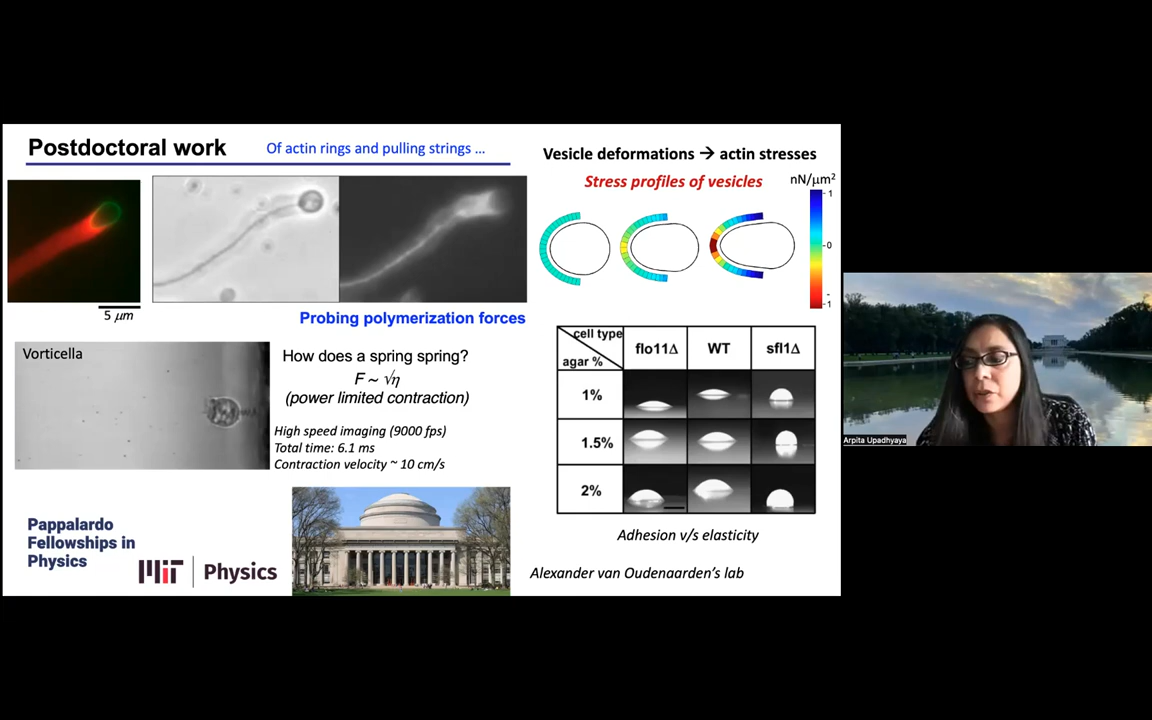 Postdoctoral work
Of actin rings and pulling strings ...
5 μm
Probing polymerization forces
Vorticella
How does a spring spring?
F ~ √η
(power limited contraction)
High speed imaging (9000 fps)
Total time: 6.1 ms
Contraction velocity ~ 10 cm/s
Pappalardo
Fellowships in
Physics
MIT Physics
Vesicle deformations → actin stresses
Stress profiles of vesicles
nN/μm²
1
0
-1
cell type
agar %
flo11Δ WT sfl1Δ
1%
1.5%
2%
Adhesion v/s elasticity
Alexander van Oudenaarden's lab
Arpita Upadhyaya